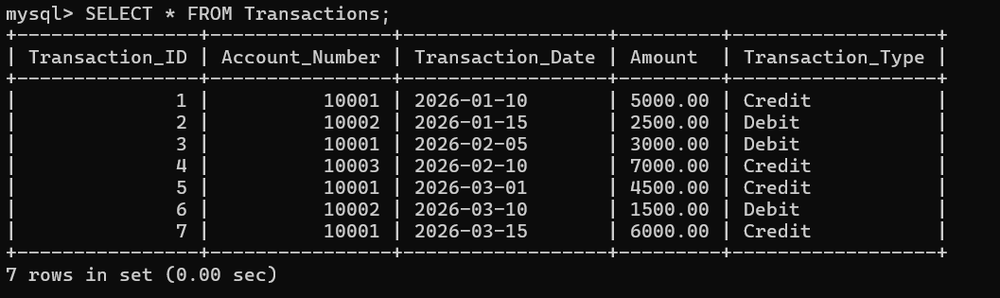 mysql> SELECT * FROM Transactions;
+----------------+----------------+------------------+---------+------------------+
| Transaction_ID | Account_Number | Transaction_Date | Amount  | Transaction_Type |
+----------------+----------------+------------------+---------+------------------+
|              1 |          10001 | 2026-01-10       | 5000.00 | Credit           |
|              2 |          10002 | 2026-01-15       | 2500.00 | Debit            |
|              3 |          10001 | 2026-02-05       | 3000.00 | Debit            |
|              4 |          10003 | 2026-02-10       | 7000.00 | Credit           |
|              5 |          10001 | 2026-03-01       | 4500.00 | Credit           |
|              6 |          10002 | 2026-03-10       | 1500.00 | Debit            |
|              7 |          10001 | 2026-03-15       | 6000.00 | Credit           |
+----------------+----------------+------------------+---------+------------------+
7 rows in set (0.00 sec)